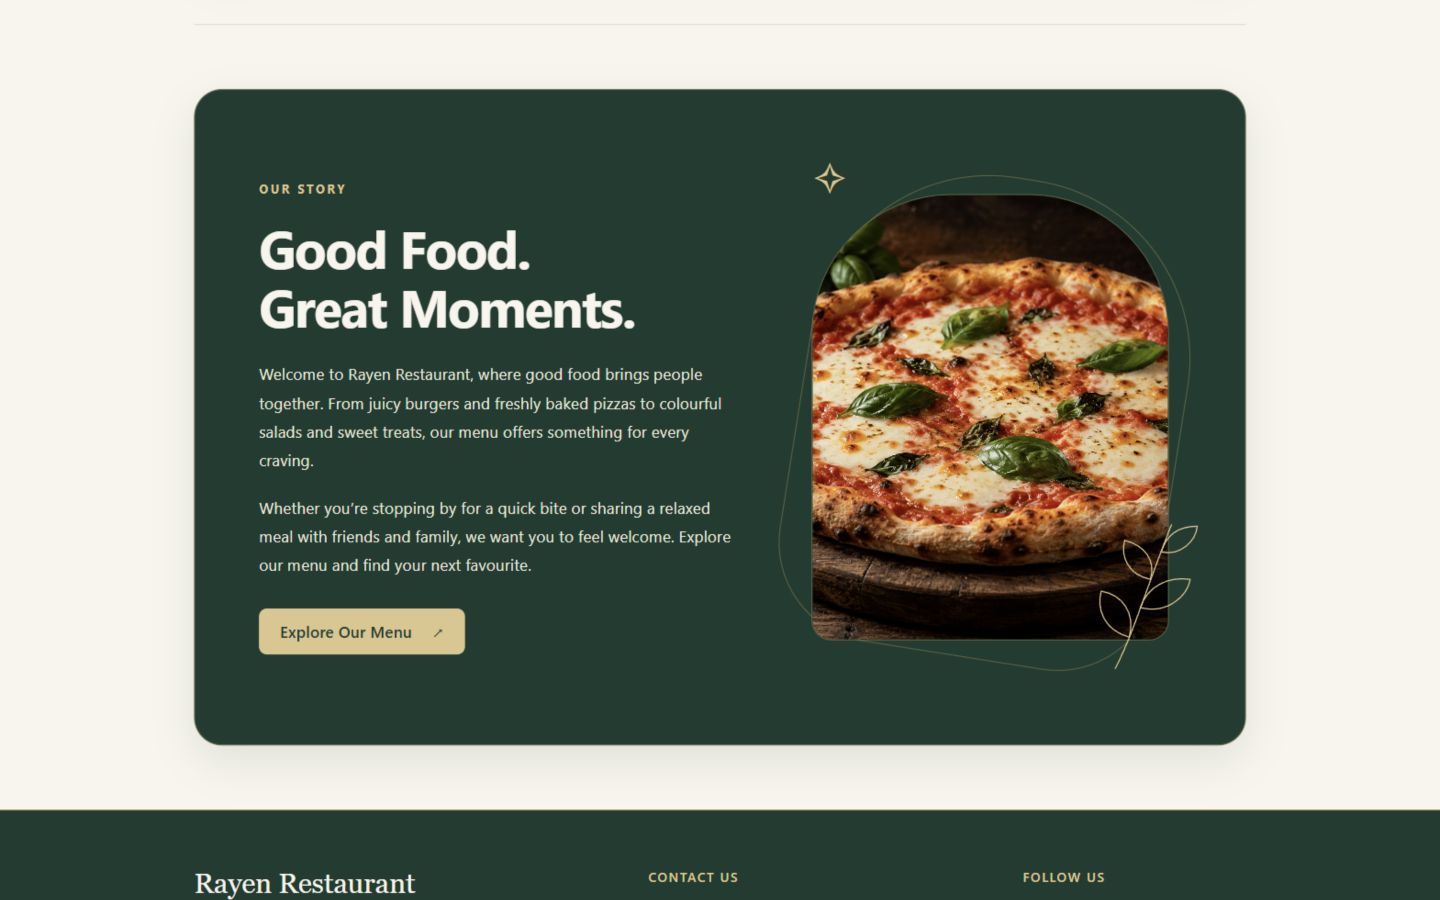 OUR STORY
Good Food.
Great Moments.
Welcome to Rayen Restaurant, where good food brings people
together. From juicy burgers and freshly baked pizzas to colourful
salads and sweet treats, our menu offers something for every
craving.
Whether you’re stopping by for a quick bite or sharing a relaxed
meal with friends and family, we want you to feel welcome. Explore
our menu and find your next favourite.
Explore Our Menu ↗
Rayen Restaurant
CONTACT US
FOLLOW US